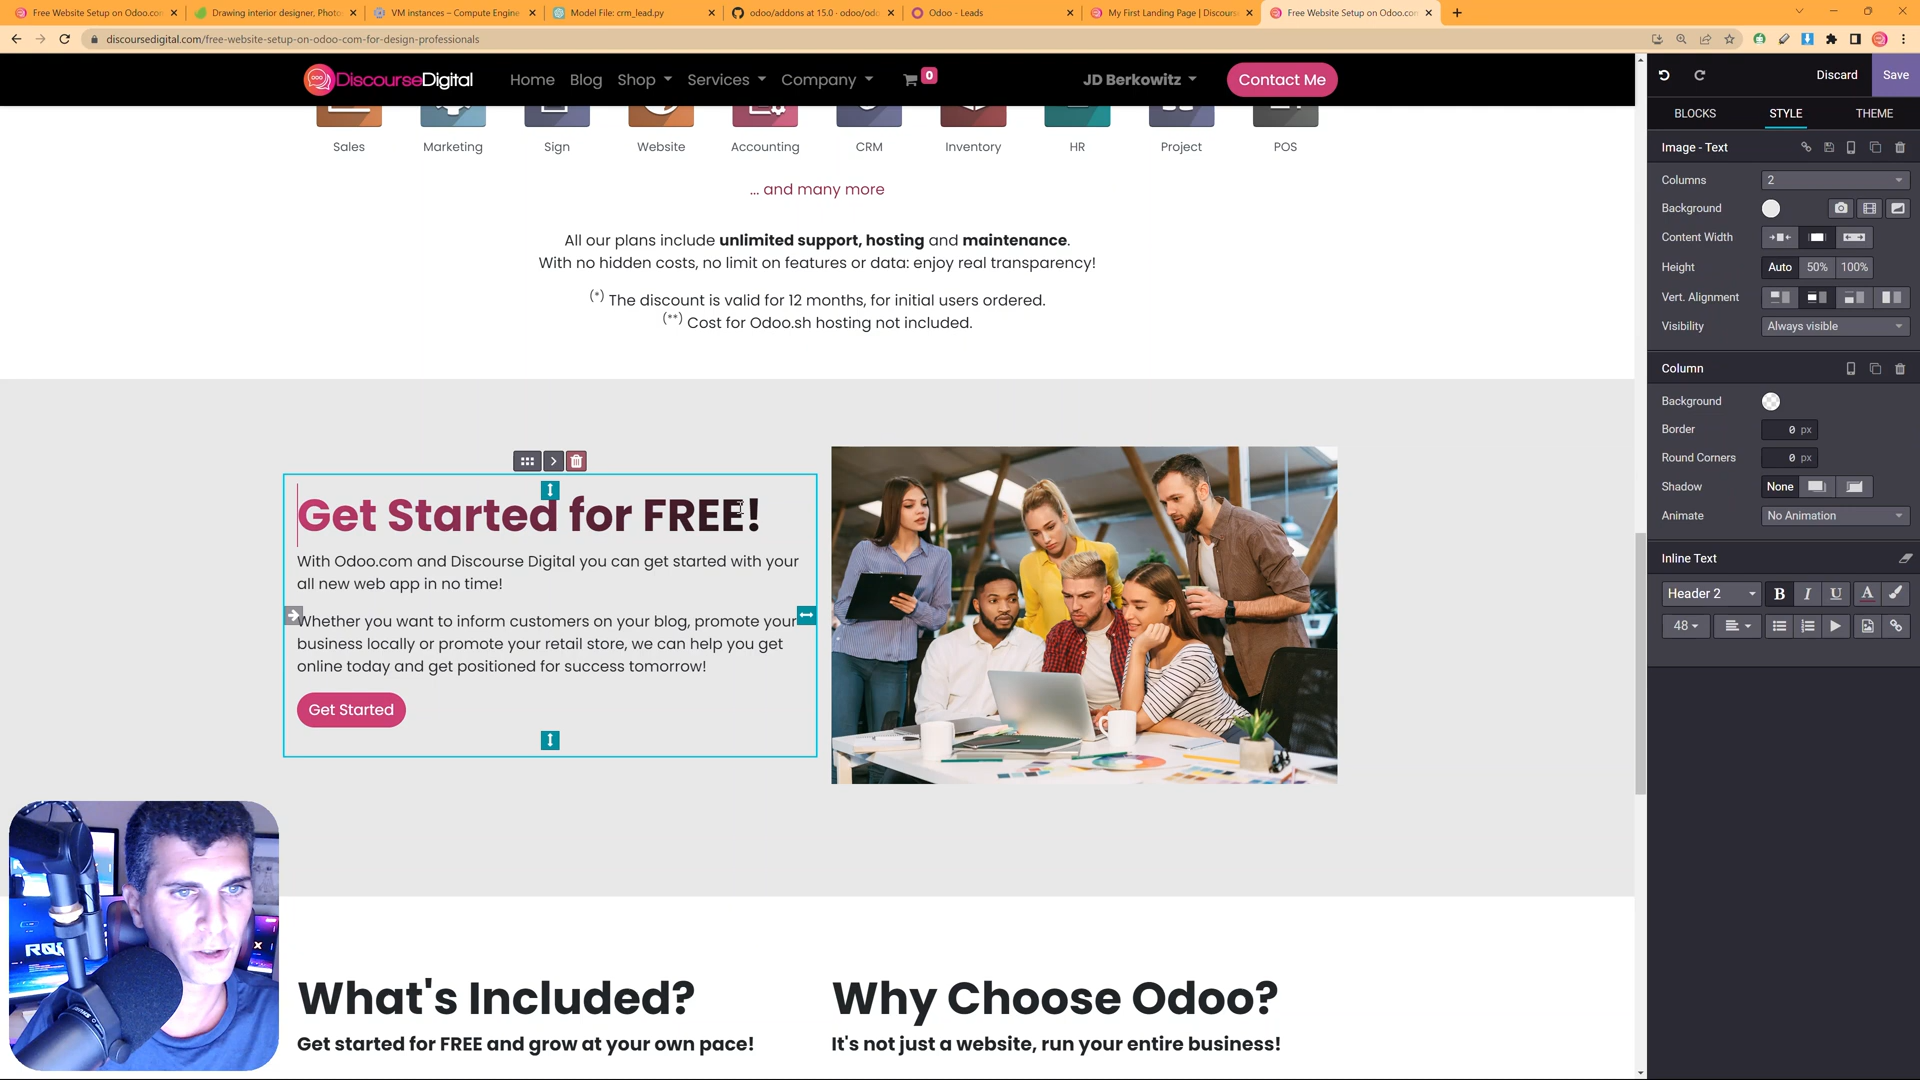 Free Website Setup on Odoo.com
Drawing interior designer, Photo
VM instances – Compute Engine
Model File: crm_lead.py
odoo/addons at 15.0 · odoo/odo
Odoo - Leads
My First Landing Page | Discours
Free Website Setup on Odoo.com
discoursedigital.com/free-website-setup-on-odoo-com-for-design-professionals
DiscourseDigital
Home
Blog
Shop
Services
Company
0
JD Berkowitz
Contact Me
Discard
Save
BLOCKS
STYLE
THEME
Sales
Marketing
Sign
Website
Accounting
CRM
Inventory
HR
Project
POS
... and many more
All our plans include unlimited support, hosting and maintenance.
With no hidden costs, no limit on features or data: enjoy real transparency!
(*) The discount is valid for 12 months, for initial users ordered.
(**) Cost for Odoo.sh hosting not included.
Get Started for FREE!
With Odoo.com and Discourse Digital you can get started with your
all new web app in no time!
Whether you want to inform customers on your blog, promote your
business locally or promote your retail store, we can help you get
online today and get positioned for success tomorrow!
Get Started
What's Included?
Get started for FREE and grow at your own pace!
Why Choose Odoo?
It's not just a website, run your entire business!
Image - Text
Columns
2
Background
Content Width
Height
Auto
50%
100%
Vert. Alignment
Visibility
Always visible
Column
Background
Border
0 px
Round Corners
0 px
Shadow
None
Animate
No Animation
Inline Text
Header 2
B
I
U
A
48